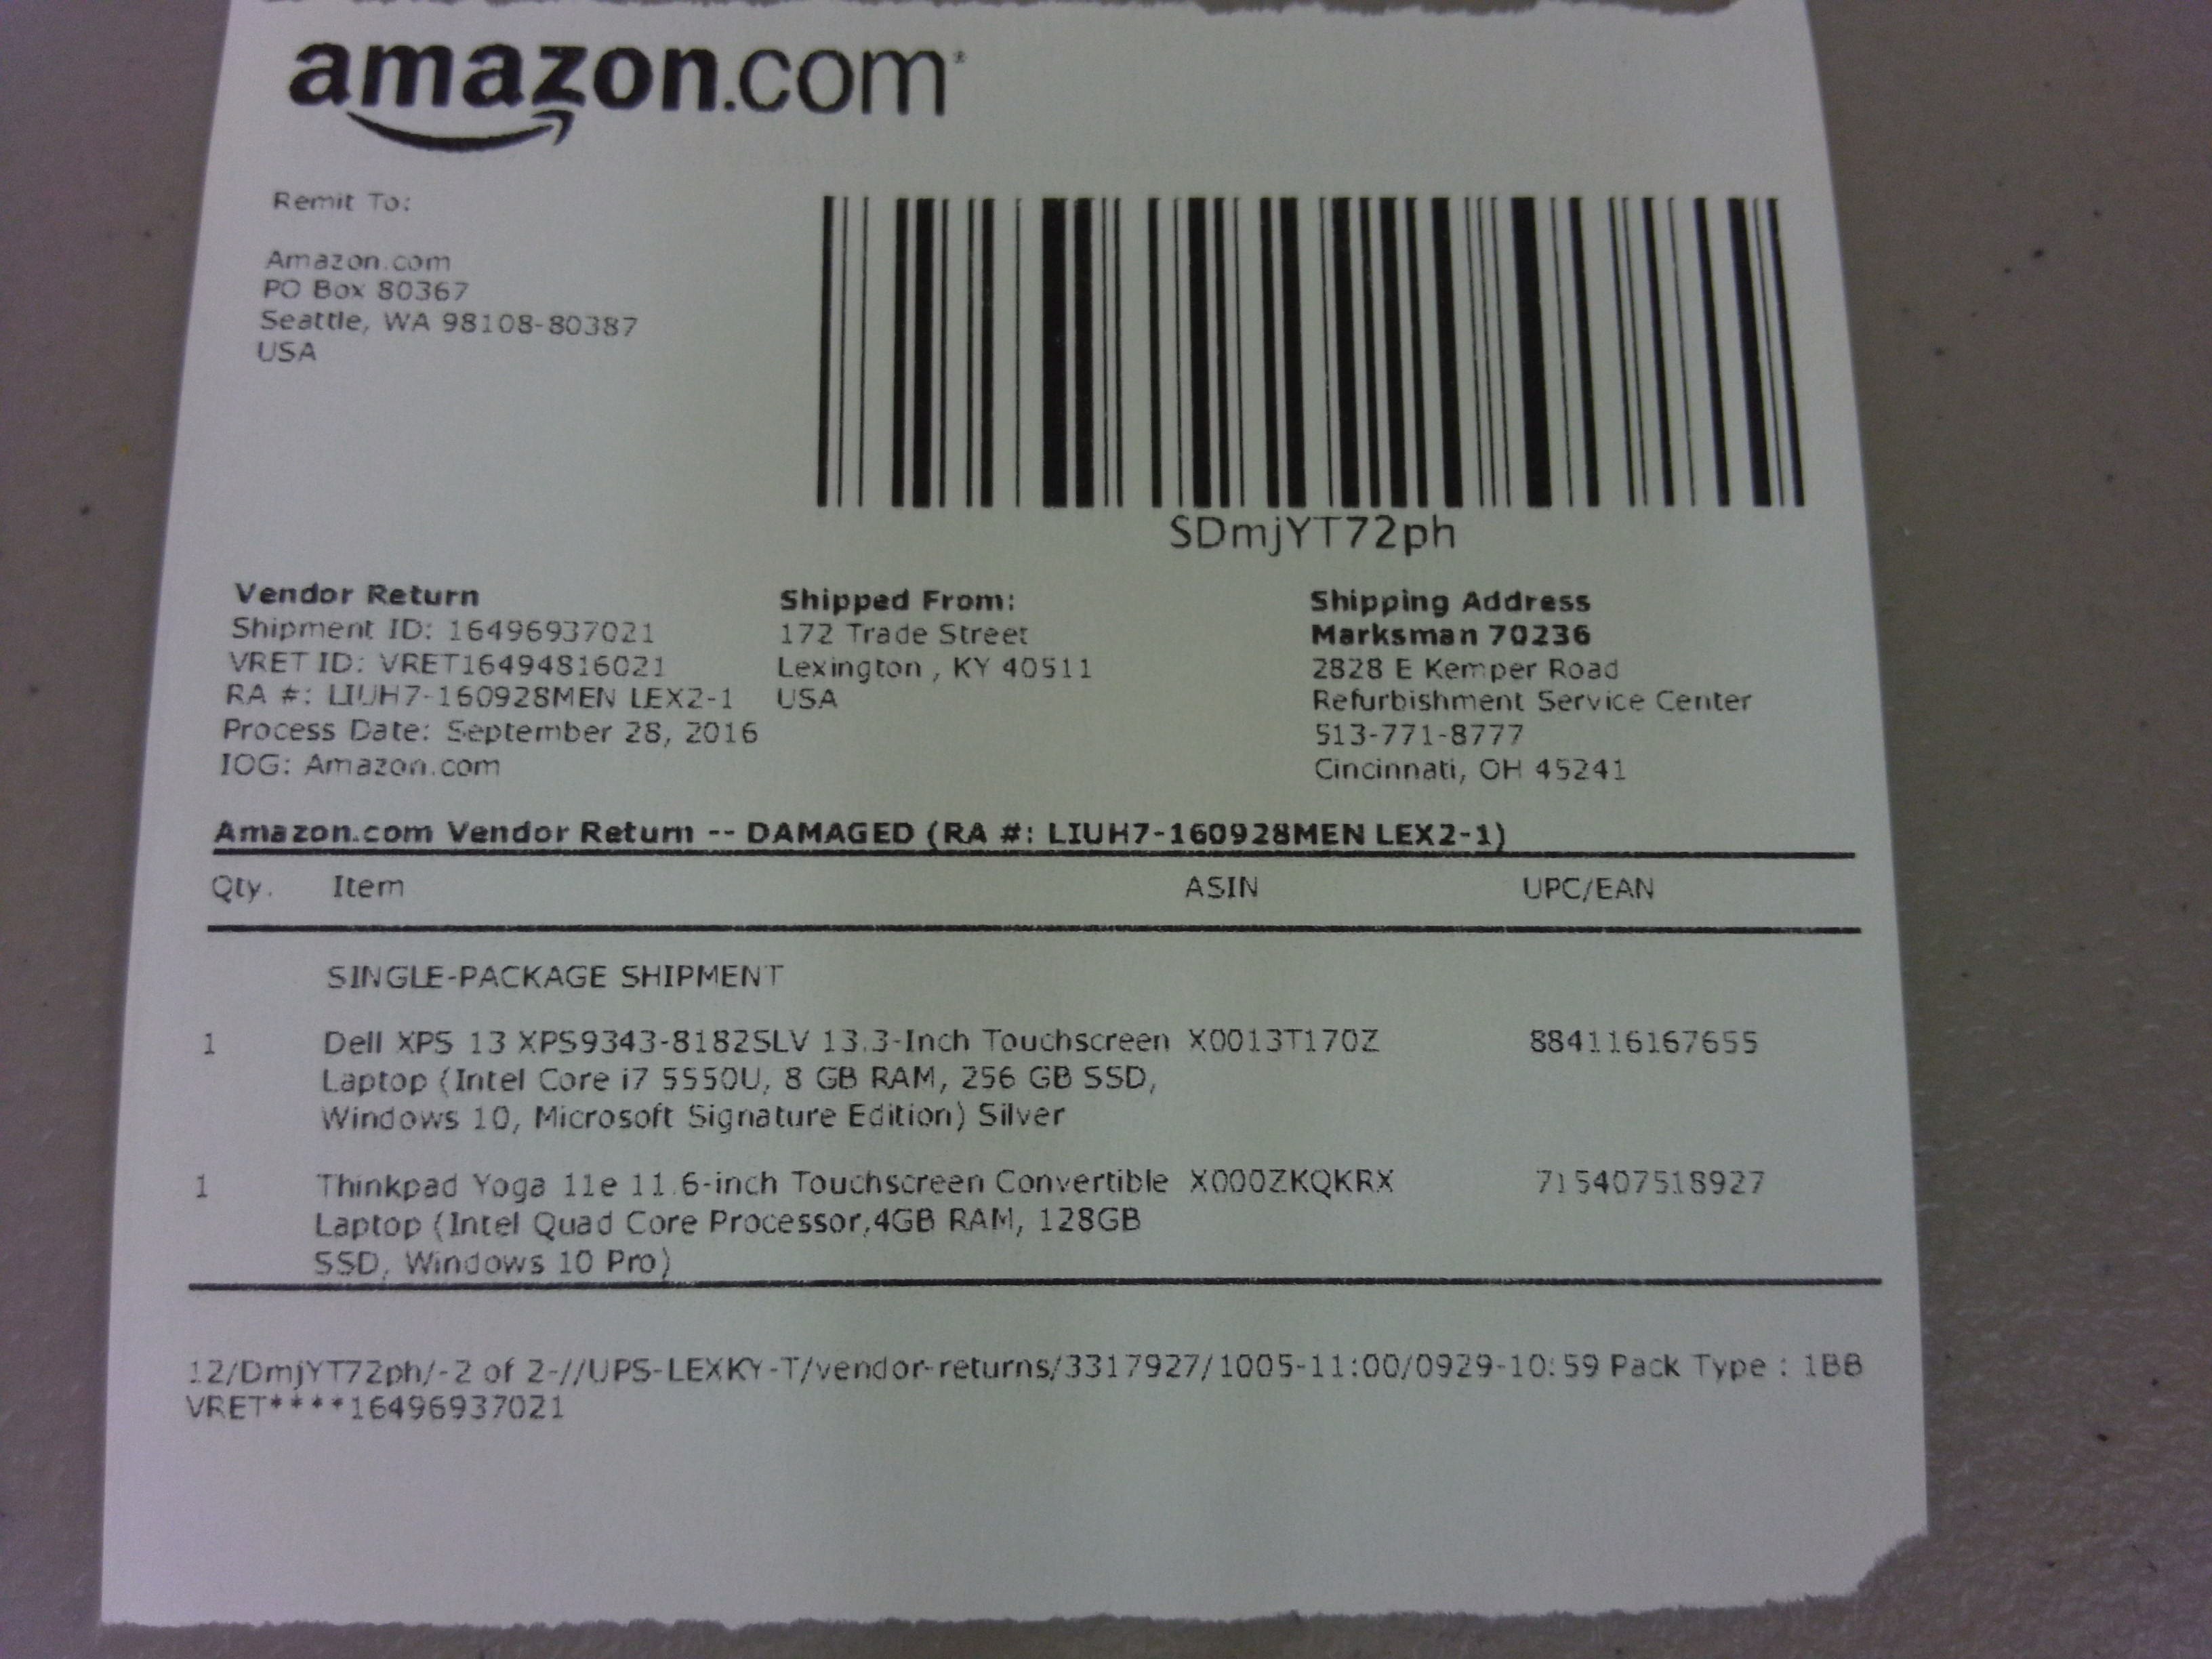 amazon.com
Remit To:
Amazon.com
PO Box 80367
Seattle, WA 98108-80387
USA
SDmjYT72ph
Vendor Return
Shipment ID: 16496937021
VRET ID: VRET16494816021
RA #: LIUH7-160928MEN LEX2-1
Process Date: September 28, 2016
IOG: Amazon.com
Shipped From:
172 Trade Street
Lexington , KY 40511
USA
Shipping Address
Marksman 70236
2828 E Kemper Road
Refurbishment Service Center
513-771-8777
Cincinnati, OH 45241
Amazon.com Vendor Return -- DAMAGED (RA #: LIUH7-160928MEN LEX2-1)
Qty. Item ASIN UPC/EAN
SINGLE-PACKAGE SHIPMENT
1 Dell XPS 13 XPS9343-8182SLV 13.3-Inch Touchscreen X0013T170Z 884116167655
Laptop (Intel Core i7 5550U, 8 GB RAM, 256 GB SSD,
Windows 10, Microsoft Signature Edition) Silver
1 Thinkpad Yoga 11e 11.6-inch Touchscreen Convertible X000ZKQKRX 715407518927
Laptop (Intel Quad Core Processor,4GB RAM, 128GB
SSD, Windows 10 Pro)
12/DmjYT72ph/-2 of 2-//UPS-LEXKY-T/vendor-returns/3317927/1005-11:00/0929-10:59 Pack Type : 1BB
VRET****16496937021